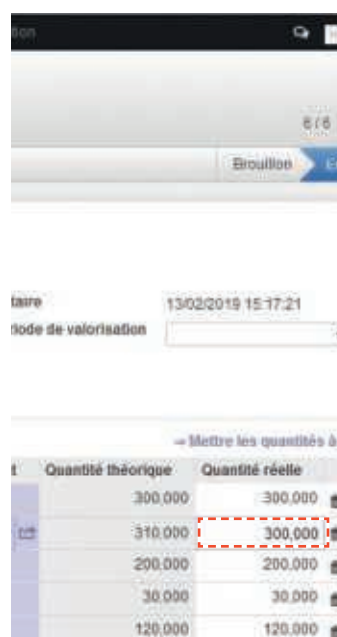 tion
6 / 6
Brouillon
taire 13/02/2019 15:17:21
iode de valorisation
→ Mettre les quantités à
t Quantité théorique Quantité réelle
300,000 300,000
310,000 300,000
200,000 200,000
30,000 30,000
120,000 120,000